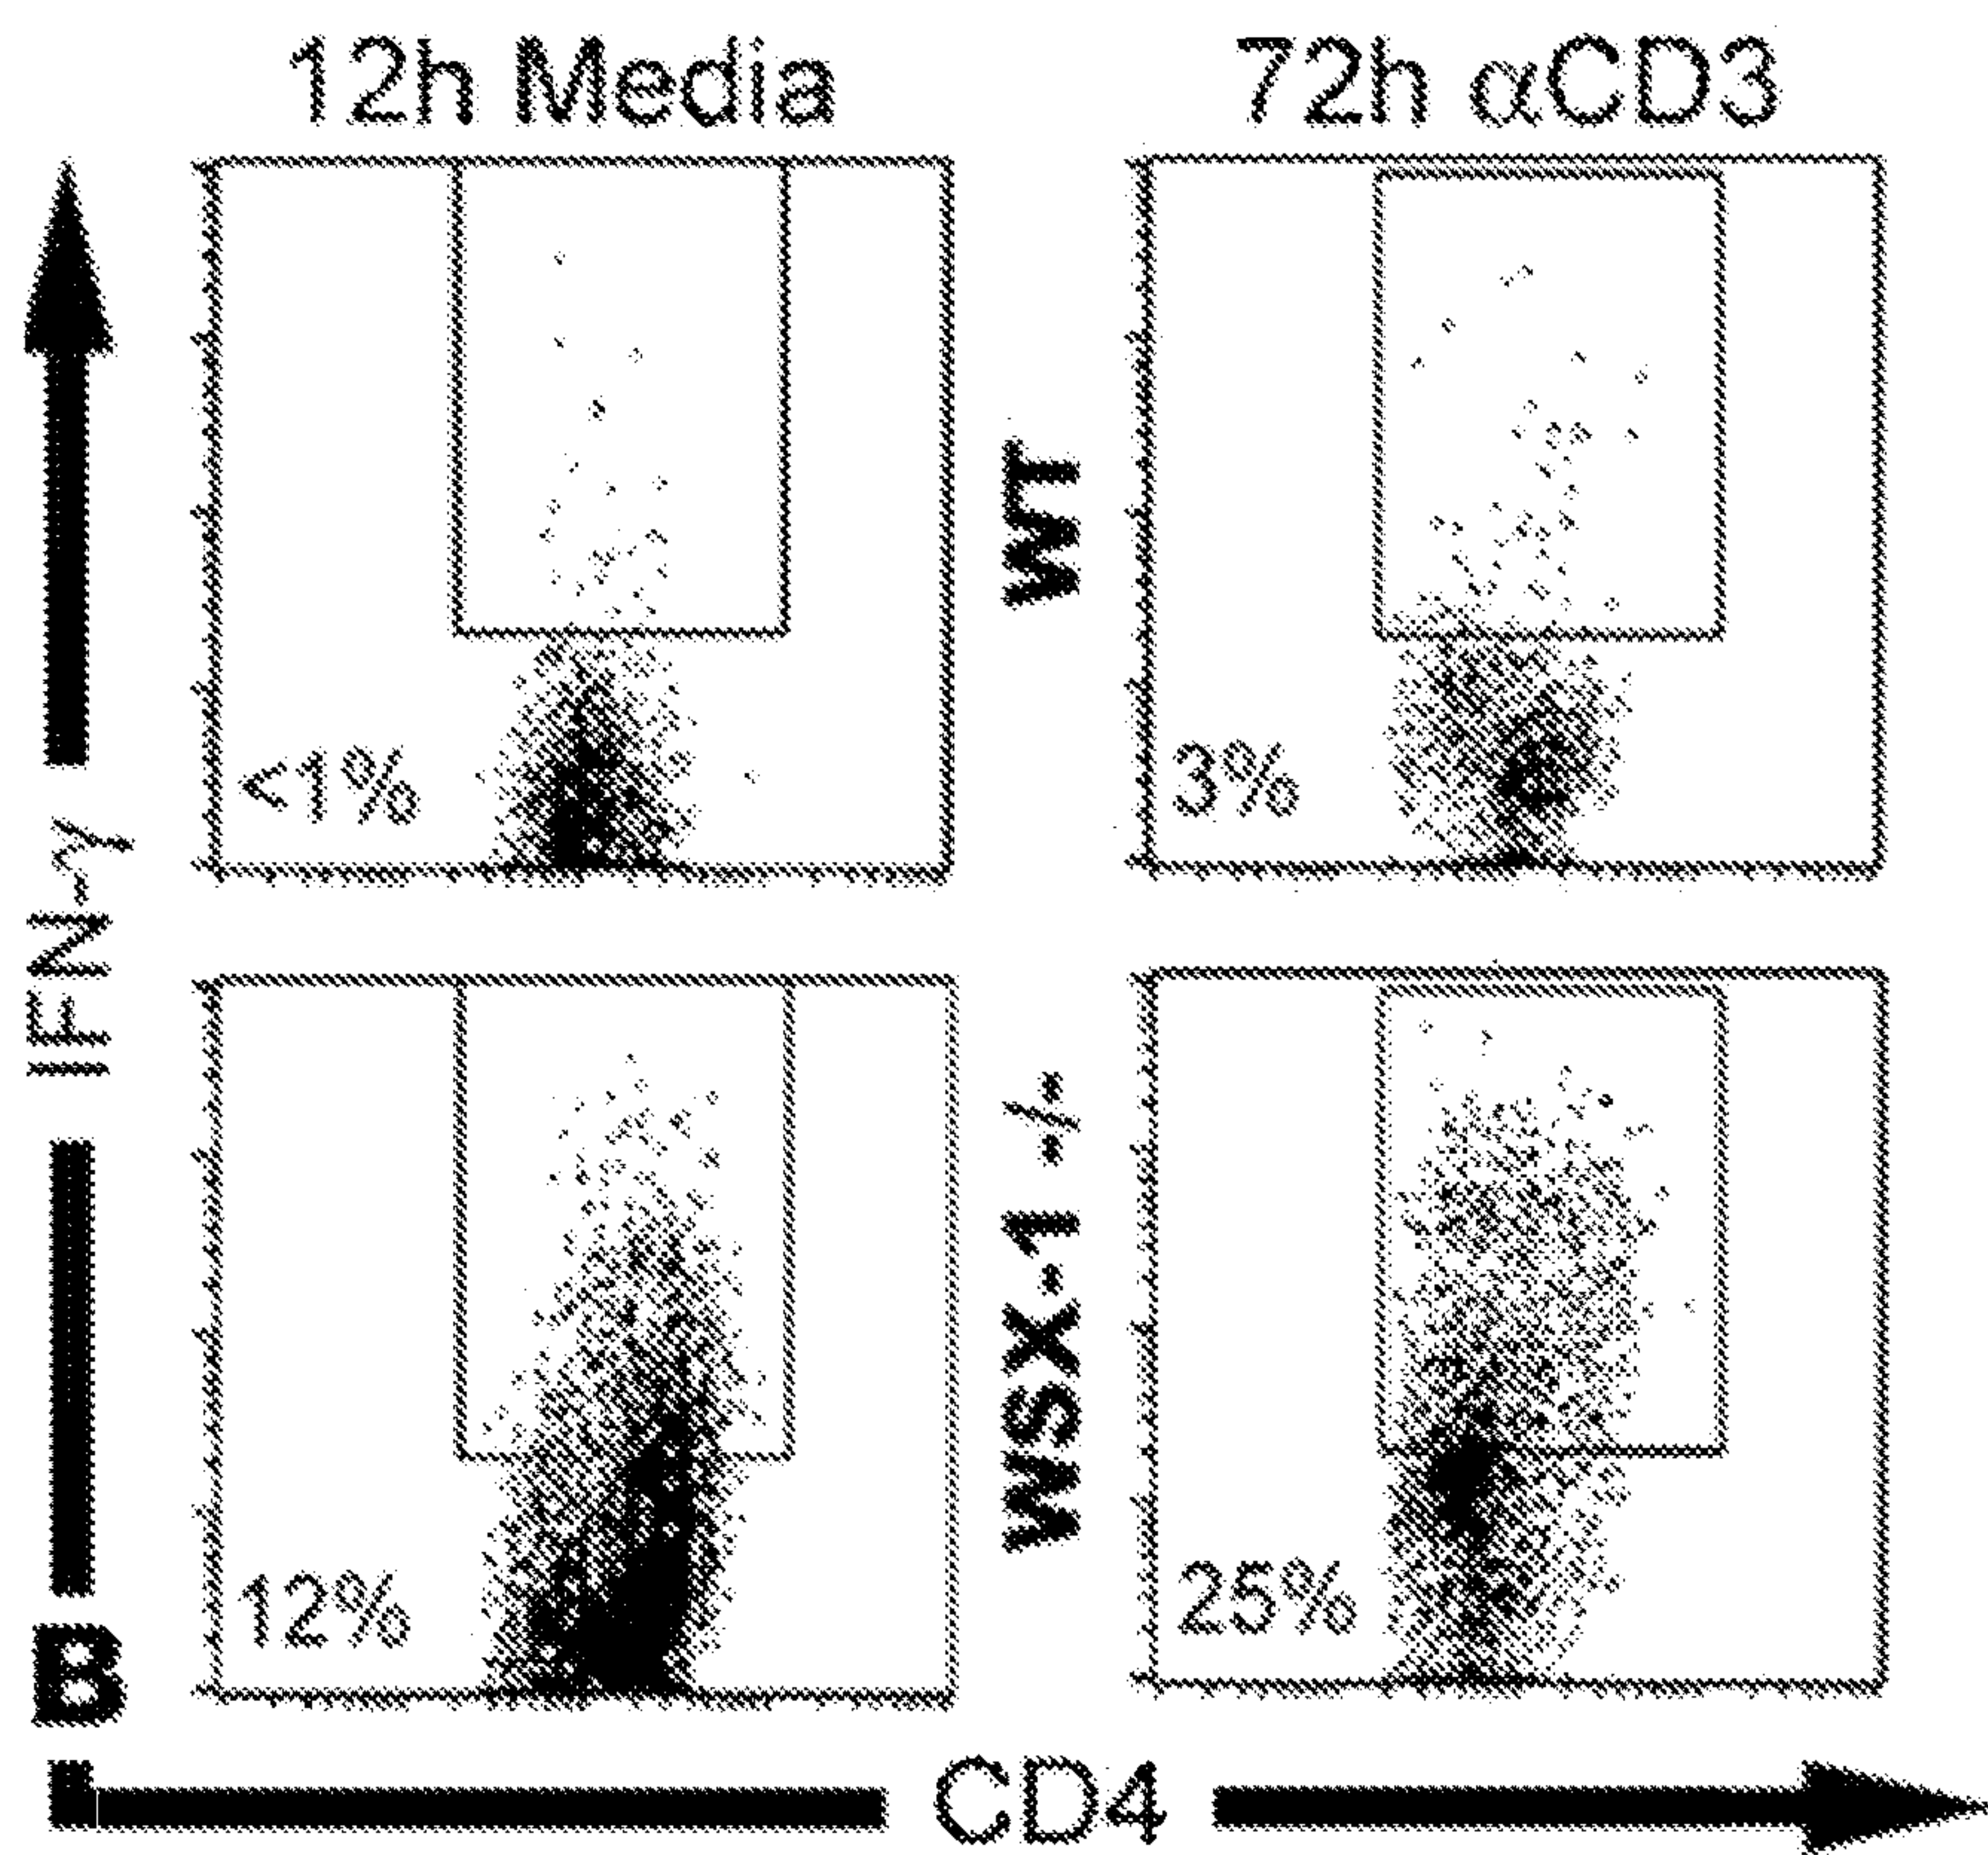 12h Media
72h αCD3
IFN-γ
WT
<1%
3%
WSX-1 -/-
12%
25%
B
CD4